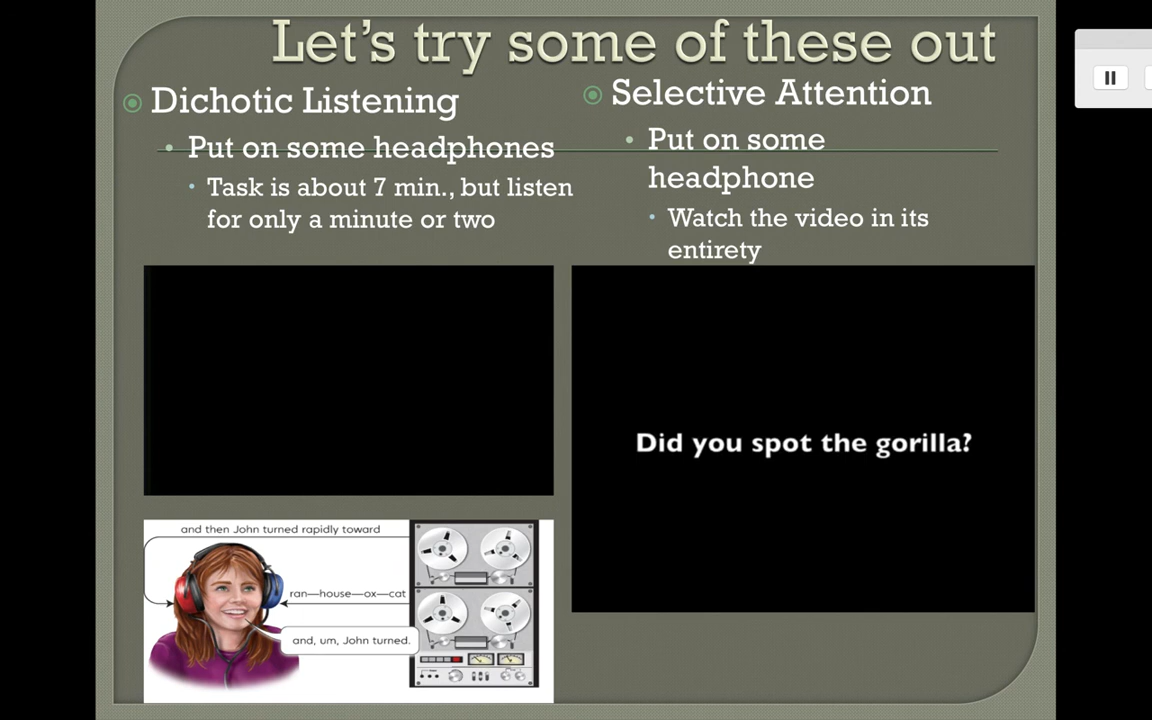 Let's try some of these out
Dichotic Listening
Put on some headphones
Task is about 7 min., but listen
for only a minute or two
Selective Attention
Put on some
headphone
Watch the video in its
entirety
Did you spot the gorilla?
and then John turned rapidly toward
ran—house—ox—cat
and, um, John turned.